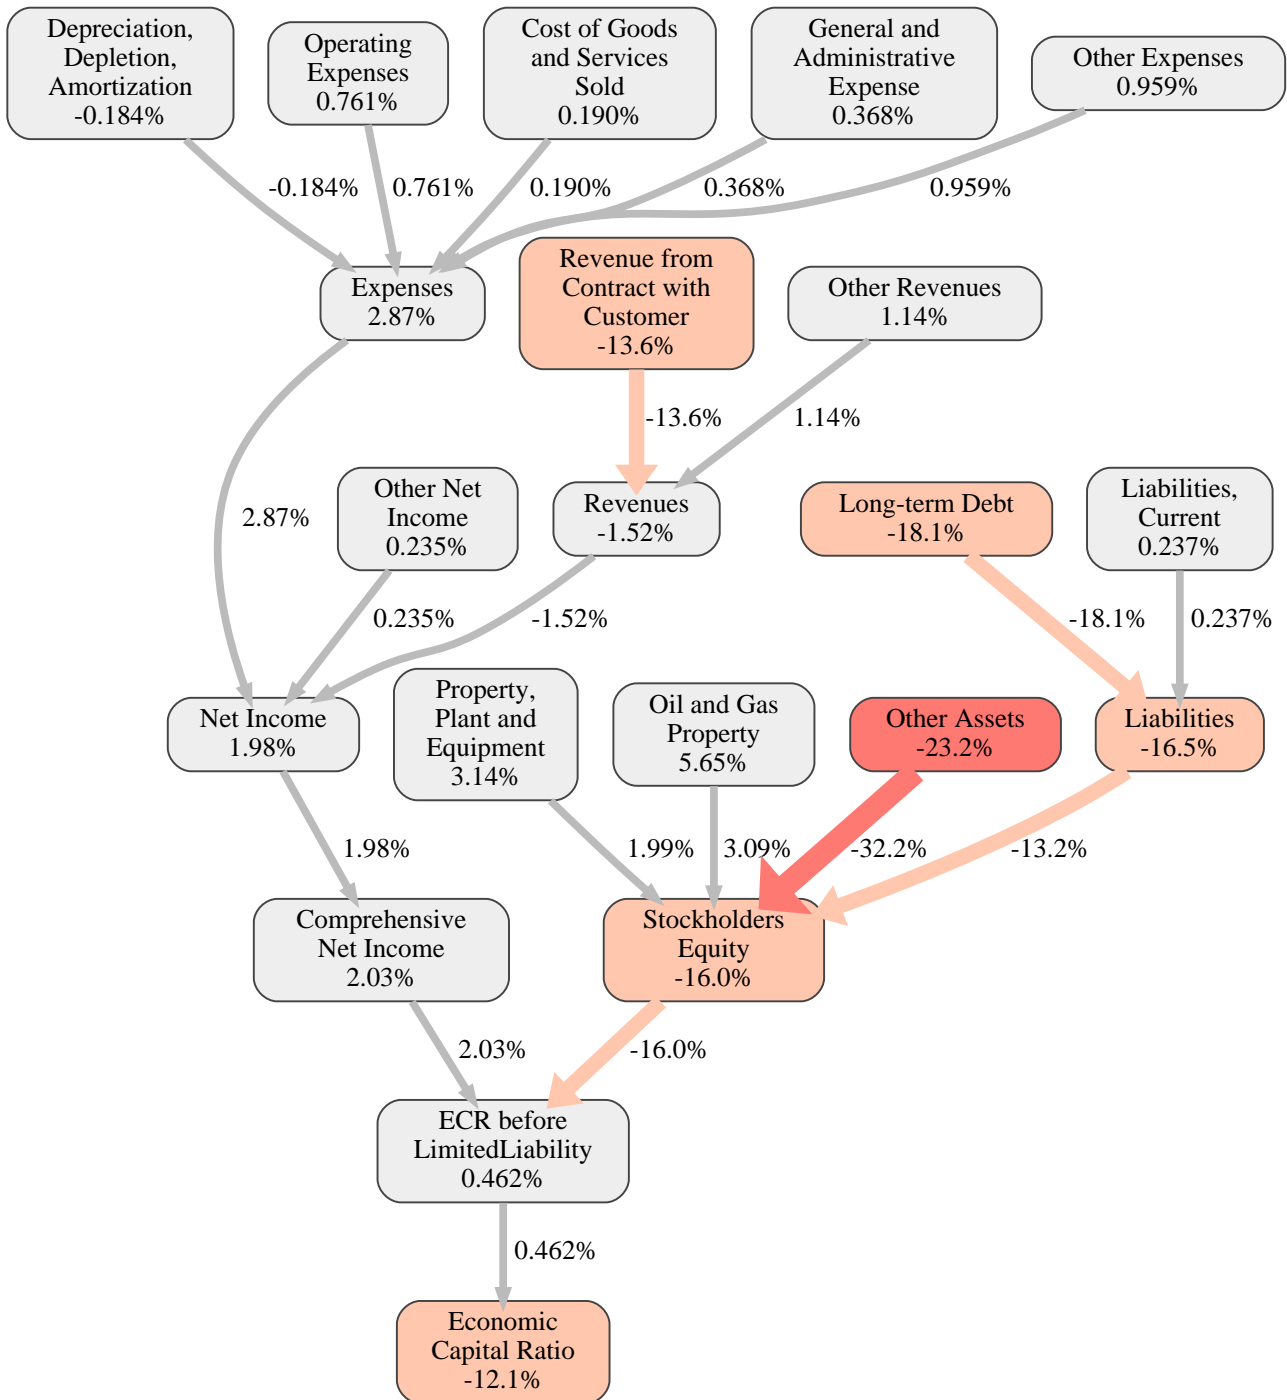 Depreciation,
Depletion,
Amortization
-0.184%
Operating
Expenses
0.761%
Cost of Goods
and Services
Sold
0.190%
General and
Administrative
Expense
0.368%
Other Expenses
0.959%
-0.184%
0.761%
0.190%
0.368%
0.959%
Expenses
2.87%
Revenue from
Contract with
Customer
-13.6%
Other Revenues
1.14%
-13.6%
1.14%
2.87%
Other Net
Income
0.235%
Revenues
-1.52%
Long-term Debt
-18.1%
Liabilities,
Current
0.237%
0.235%
-1.52%
-18.1%
0.237%
Net Income
1.98%
Property,
Plant and
Equipment
3.14%
Oil and Gas
Property
5.65%
Other Assets
-23.2%
Liabilities
-16.5%
1.98%
1.99%
3.09%
-32.2%
-13.2%
Comprehensive
Net Income
2.03%
Stockholders
Equity
-16.0%
2.03%
-16.0%
ECR before
LimitedLiability
0.462%
0.462%
Economic
Capital Ratio
-12.1%